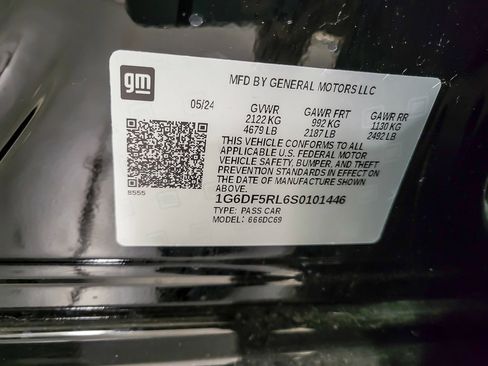 gm
MFD BY GENERAL MOTORS LLC
05/24 GVWR GAWR FRT GAWR RR
2122 KG 992 KG 1130 KG
4679 LB 2187 LB 2492 LB
THIS VEHICLE CONFORMS TO ALL
APPLICABLE U.S. FEDERAL MOTOR
VEHICLE SAFETY, BUMPER, AND THEFT
PREVENTION STANDARDS IN EFFECT ON
THE DATE OF MANUFACTURE SHOWN
ABOVE.
8555
1G6DF5RL6S0101446
TYPE: PASS CAR
MODEL: 666DC69